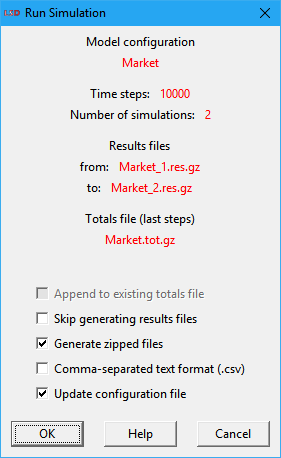 LMD Run Simulation
Model configuration
Market
Time steps: 10000
Number of simulations: 2
Results files
from: Market_1.res.gz
to: Market_2.res.gz
Totals file (last steps)
Market.tot.gz
Append to existing totals file
Skip generating results files
Generate zipped files
Comma-separated text format (.csv)
Update configuration file
OK Help Cancel